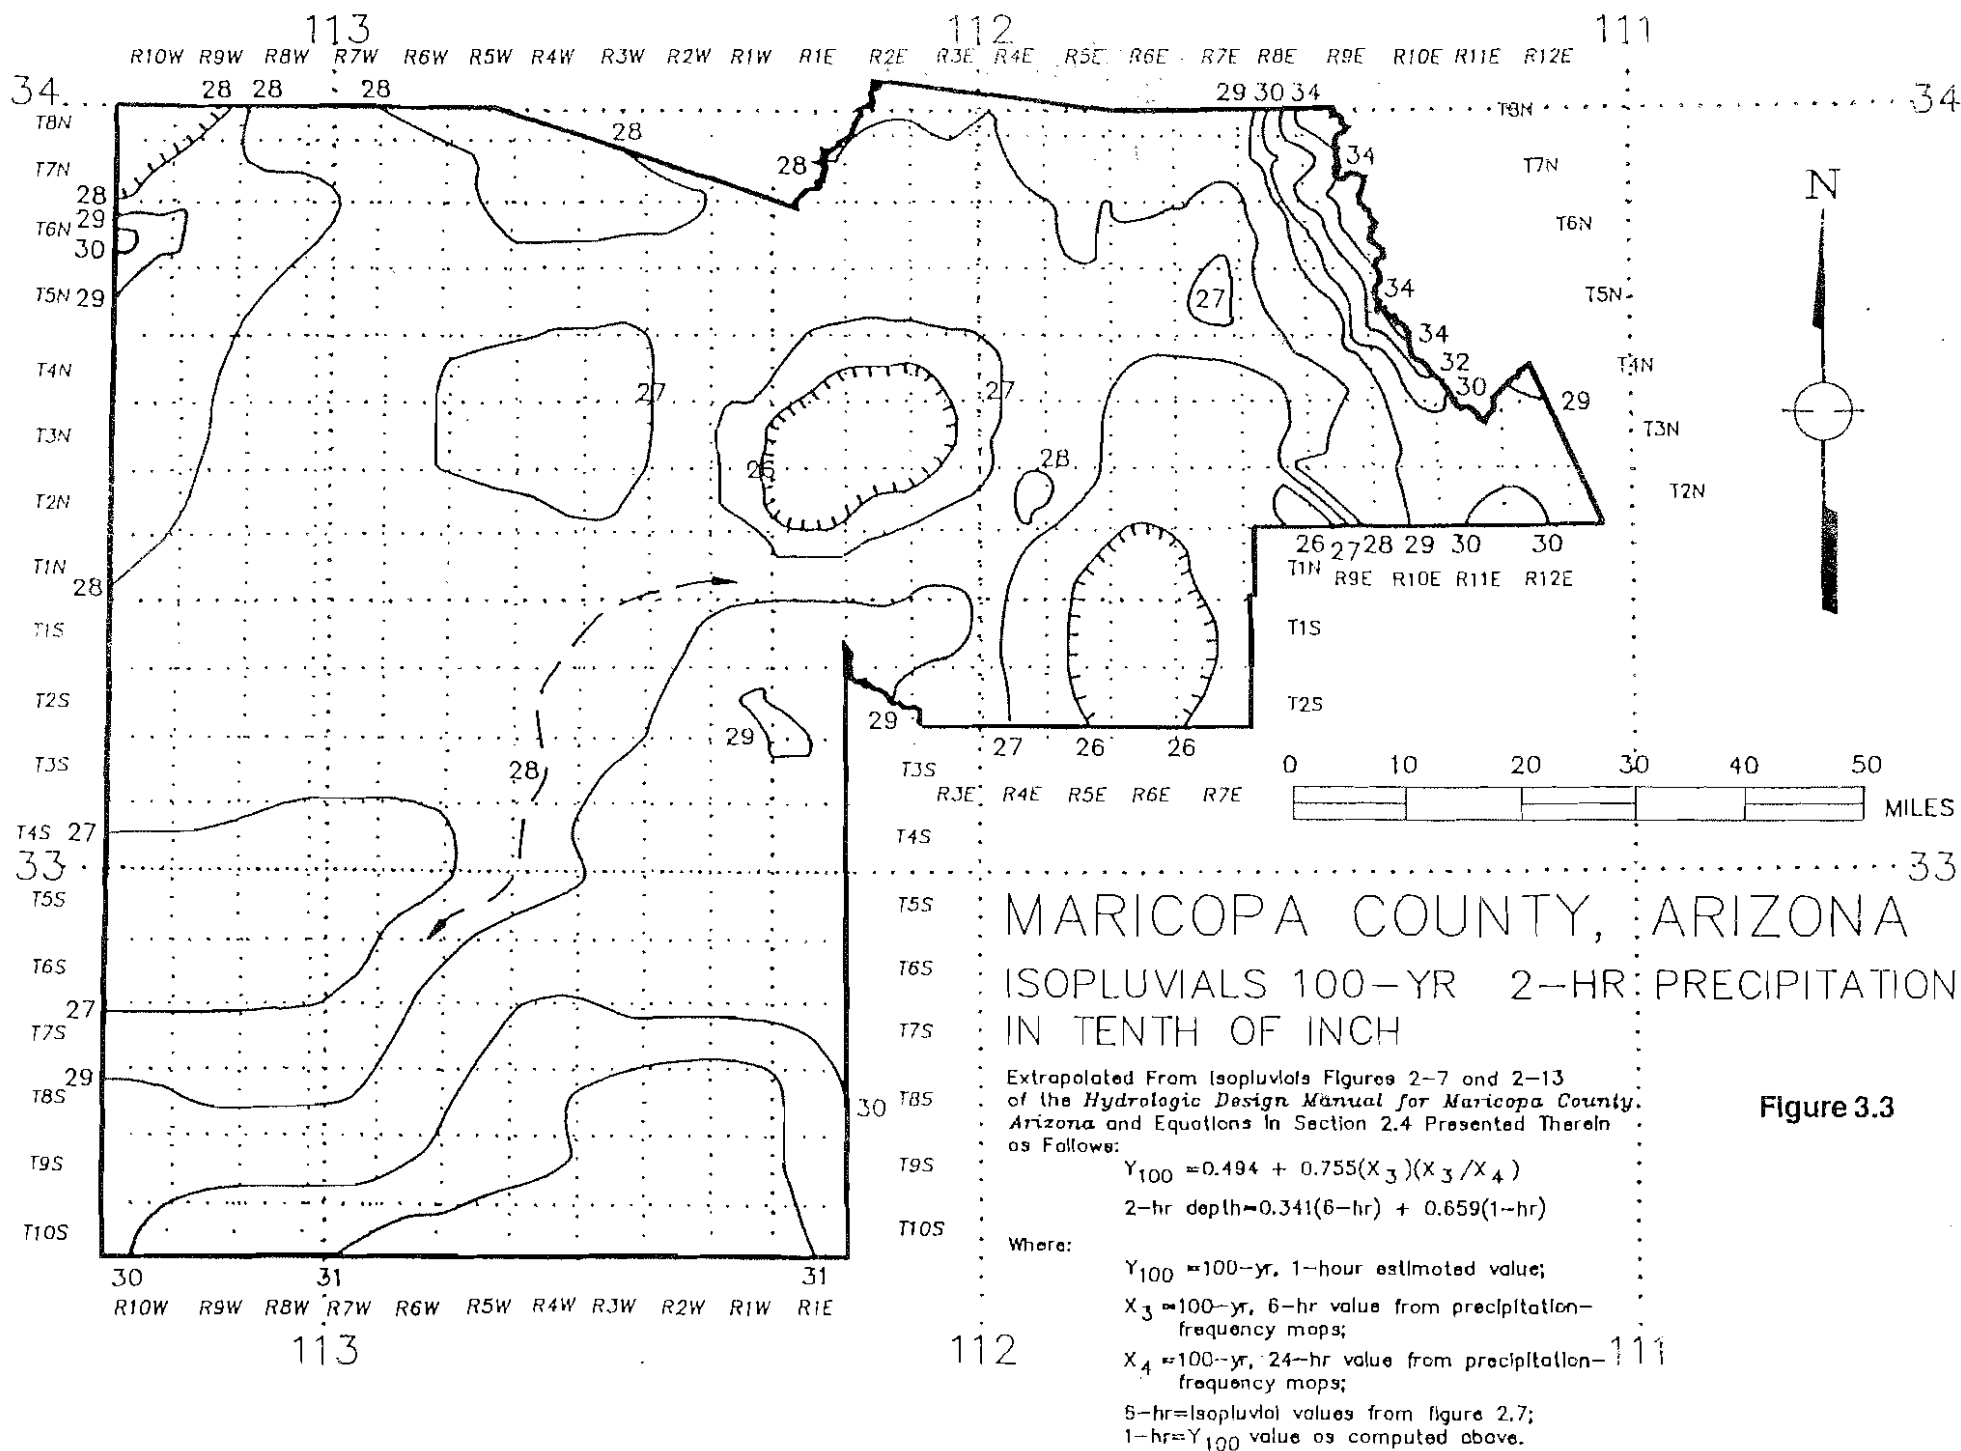 113 112 111
R10W R9W R8W R7W R6W R5W R4W R3W R2W R1W R1E R2E R3E R4E R5E R6E R7E R8E R9E R10E R11E R12E
28 28 28 29 30 34
34 34
T8N T8N
28
T7N 28 34 T7N
28
N
29
T6N T6N
30
T5N 29 27 34 T5N
34
T4N 27 27 32 T4N
30 29
T3N T3N
26 28
T2N T2N
26 27 28 29 30 30
T1N T1N
28 R9E R10E R11E R12E
T1S T1S
T2S T2S
29 29
27 26 26
T3S 28 T3S
0 10 20 30 40 50
R3E R4E R5E R6E R7E
MILES
T4S 27 T4S
33 33
T5S T5S
MARICOPA COUNTY, ARIZONA
T6S T6S
ISOPLUVIALS 100-YR 2-HR PRECIPITATION
27
T7S T7S
IN TENTH OF INCH
29
Extrapolated From Isopluvials Figures 2-7 and 2-13
T8S 30 T8S
of the Hydrologic Design Manual for Maricopa County,
Figure 3.3
Arizona and Equations in Section 2.4 Presented Therein
as Follows:
T9S T9S
Y100 =0.494 + 0.755(X3)(X3/X4)
2-hr depth=0.341(6-hr) + 0.659(1-hr)
T10S T10S
Where:
30 31 31
Y100 =100-yr, 1-hour estimated value;
R10W R9W R8W R7W R6W R5W R4W R3W R2W R1W R1E
X3 =100-yr, 6-hr value from precipitation-
frequency maps;
113 112 111
X4 =100-yr, 24-hr value from precipitation-
frequency maps;
6-hr=Isopluvial values from figure 2.7;
1-hr=Y100 value as computed above.